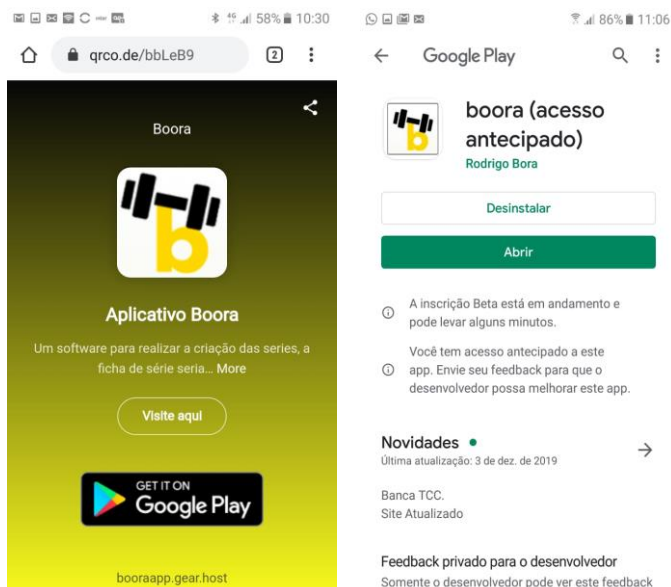 58% 10:30
qrco.de/bbLeB9
2
Boora
b
Aplicativo Boora
Um software para realizar a criação das series, a
ficha de série seria... More
Visite aqui
GET IT ON
Google Play
booraapp.gear.host
86% 11:06
Google Play
b
boora (acesso
antecipado)
Rodrigo Bora
Desinstalar
Abrir
A inscrição Beta está em andamento e
pode levar alguns minutos.
Você tem acesso antecipado a este
app. Envie seu feedback para que o
desenvolvedor possa melhorar este app.
Novidades
Última atualização: 3 de dez. de 2019
Banca TCC.
Site Atualizado
Feedback privado para o desenvolvedor
Somente o desenvolvedor pode ver este feedback